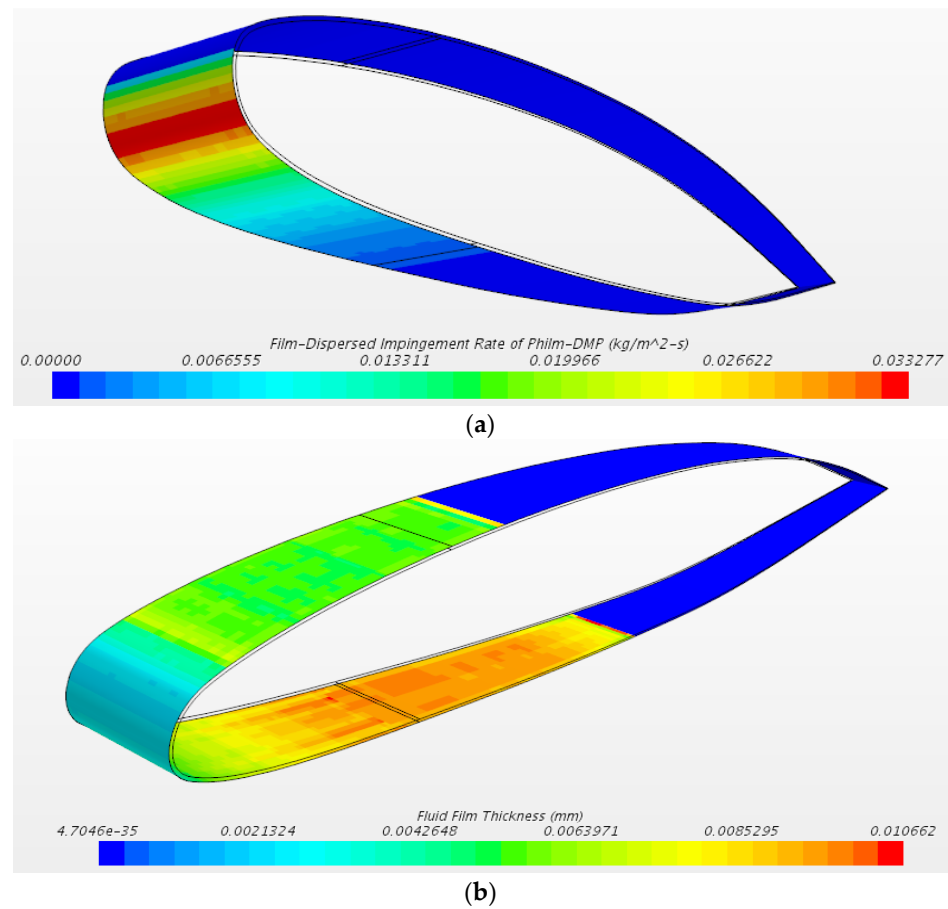 Film-Dispersed Impingement Rate of Philm-DMP (kg/m^2-s)
0.00000 0.0066555 0.013311 0.019966 0.026622 0.033277
(a)
Fluid Film Thickness (mm)
4.7046e-35 0.0021324 0.0042648 0.0063971 0.0085295 0.010662
(b)